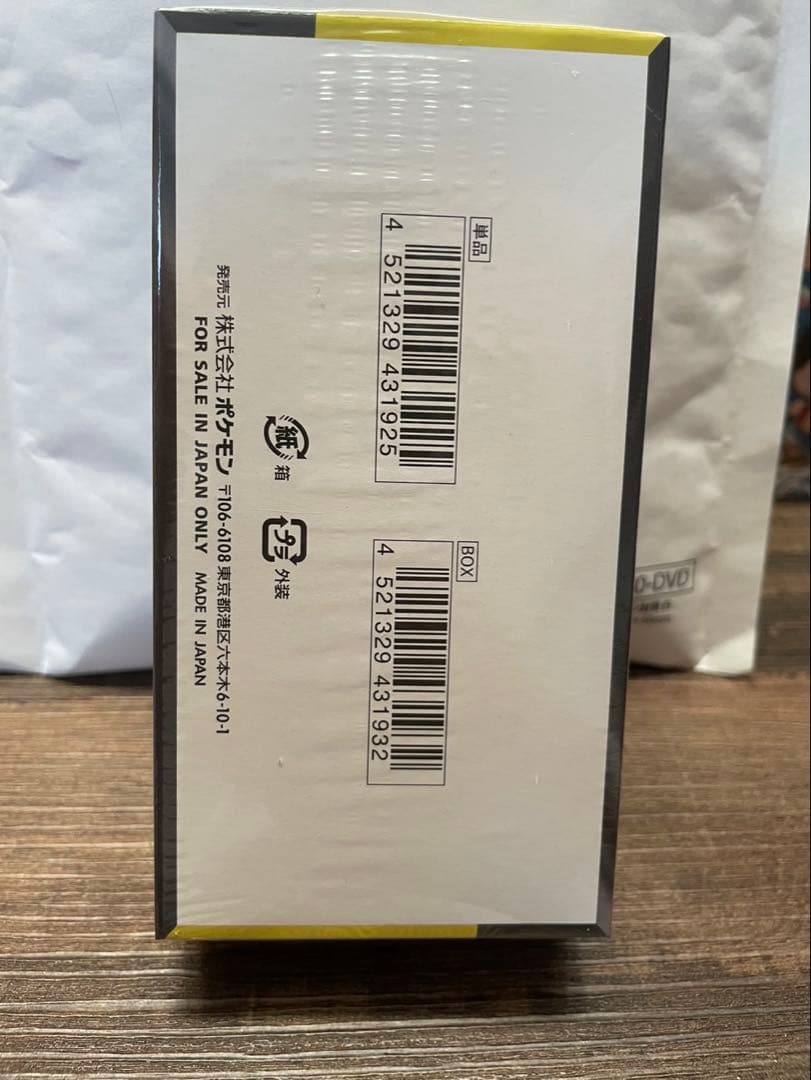 単品
4 521329 431925
BOX
4 521329 431932
紙 箱
プラ 外装
発売元 株式会社 ポケモン 〒106-6108 東京都港区六本木6-10-1
FOR SALE IN JAPAN ONLY MADE IN JAPAN
D-DVD